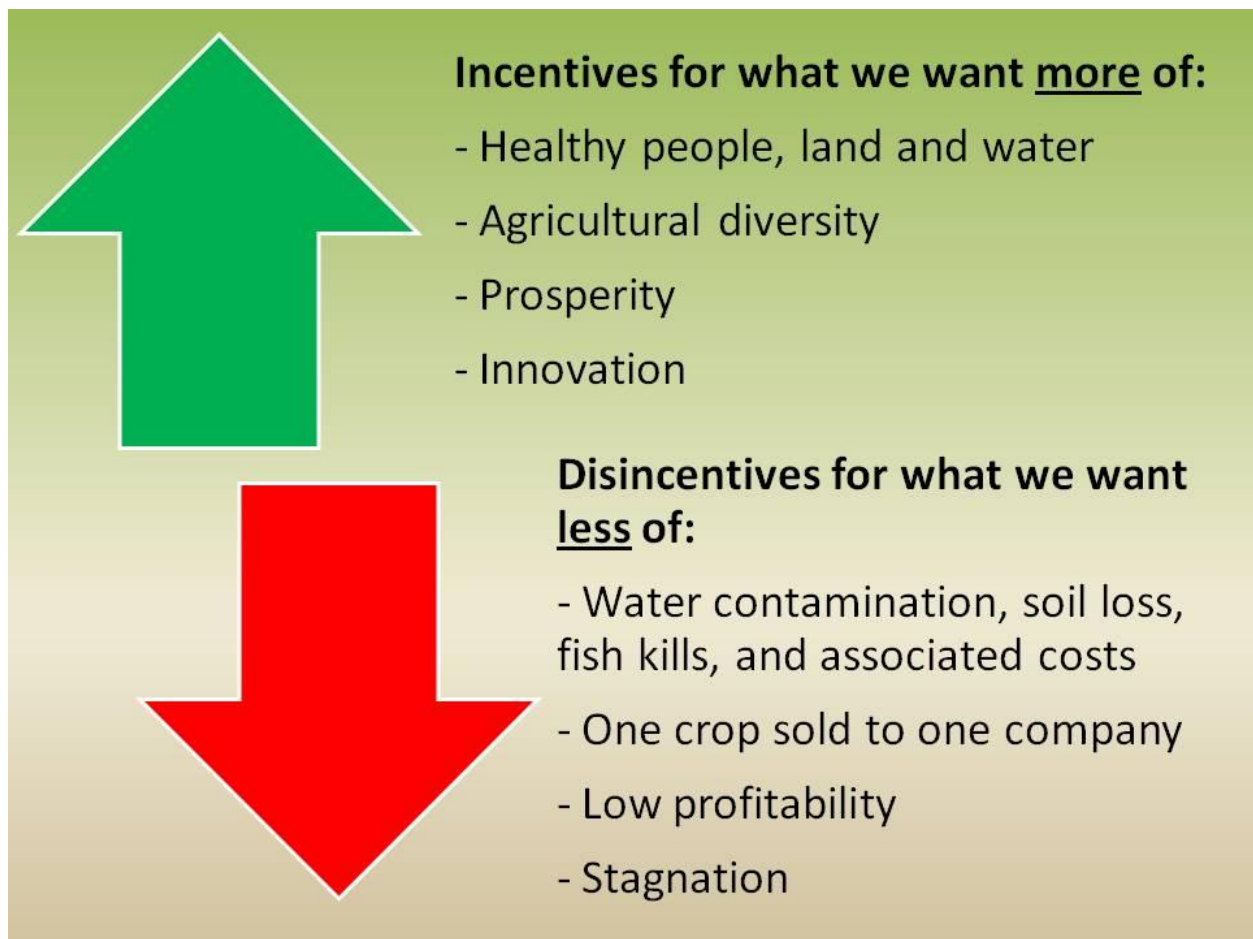 Incentives for what we want more of:
- Healthy people, land and water
- Agricultural diversity
- Prosperity
- Innovation
Disincentives for what we want
less of:
- Water contamination, soil loss,
fish kills, and associated costs
- One crop sold to one company
- Low profitability
- Stagnation